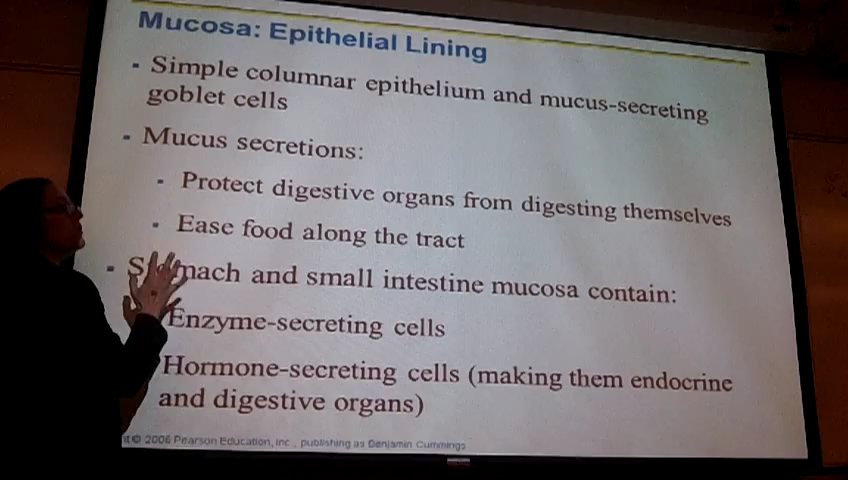 Mucosa: Epithelial Lining
▪ Simple columnar epithelium and mucus-secreting
goblet cells
▪ Mucus secretions:
▪ Protect digestive organs from digesting themselves
▪ Ease food along the tract
▪ Stomach and small intestine mucosa contain:
Enzyme-secreting cells
Hormone-secreting cells (making them endocrine
and digestive organs)
© 2006 Pearson Education, Inc., publishing as Benjamin Cummings